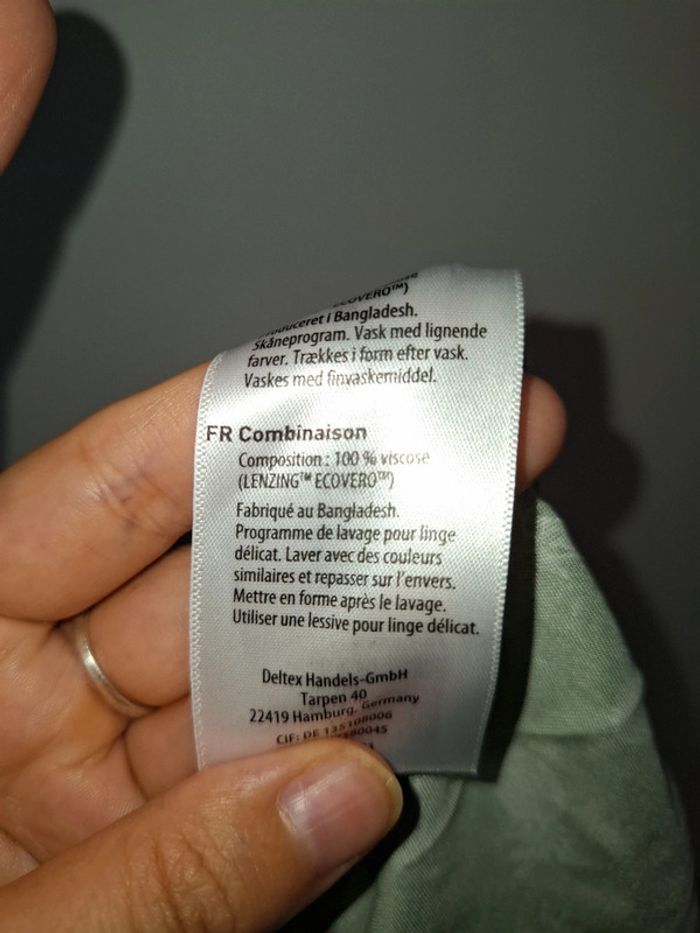 ECOVERO™)
i Bangladesh.
Skåneprogram. Vask med lignende
farver. Trækkes i form efter vask.
Vaskes med finvaskemiddel.
FR Combinaison
Composition : 100 % viscose
(LENZING™ ECOVERO™)
Fabriqué au Bangladesh.
Programme de lavage pour linge
délicat. Laver avec des couleurs
similaires et repasser sur l'envers.
Mettre en forme après le lavage.
Utiliser une lessive pour linge délicat.
Deltex Handels-GmbH
Tarpen 40
22419 Hamburg, Germany
CIF: DE 135108006